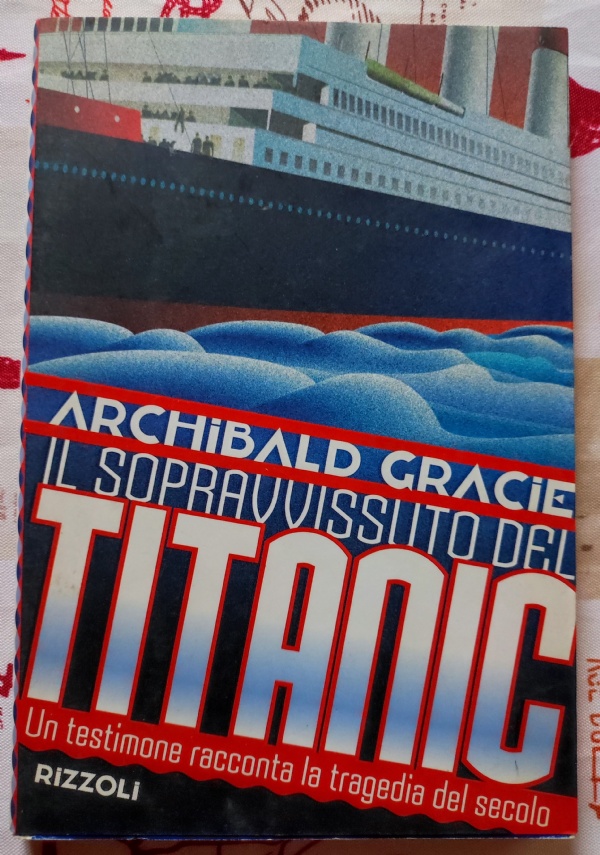 ARCHiBALD GRACiE
IL SOPRAVVISSUTO DEL
TITANIC
Un testimone racconta la tragedia del secolo
RiZZOLi